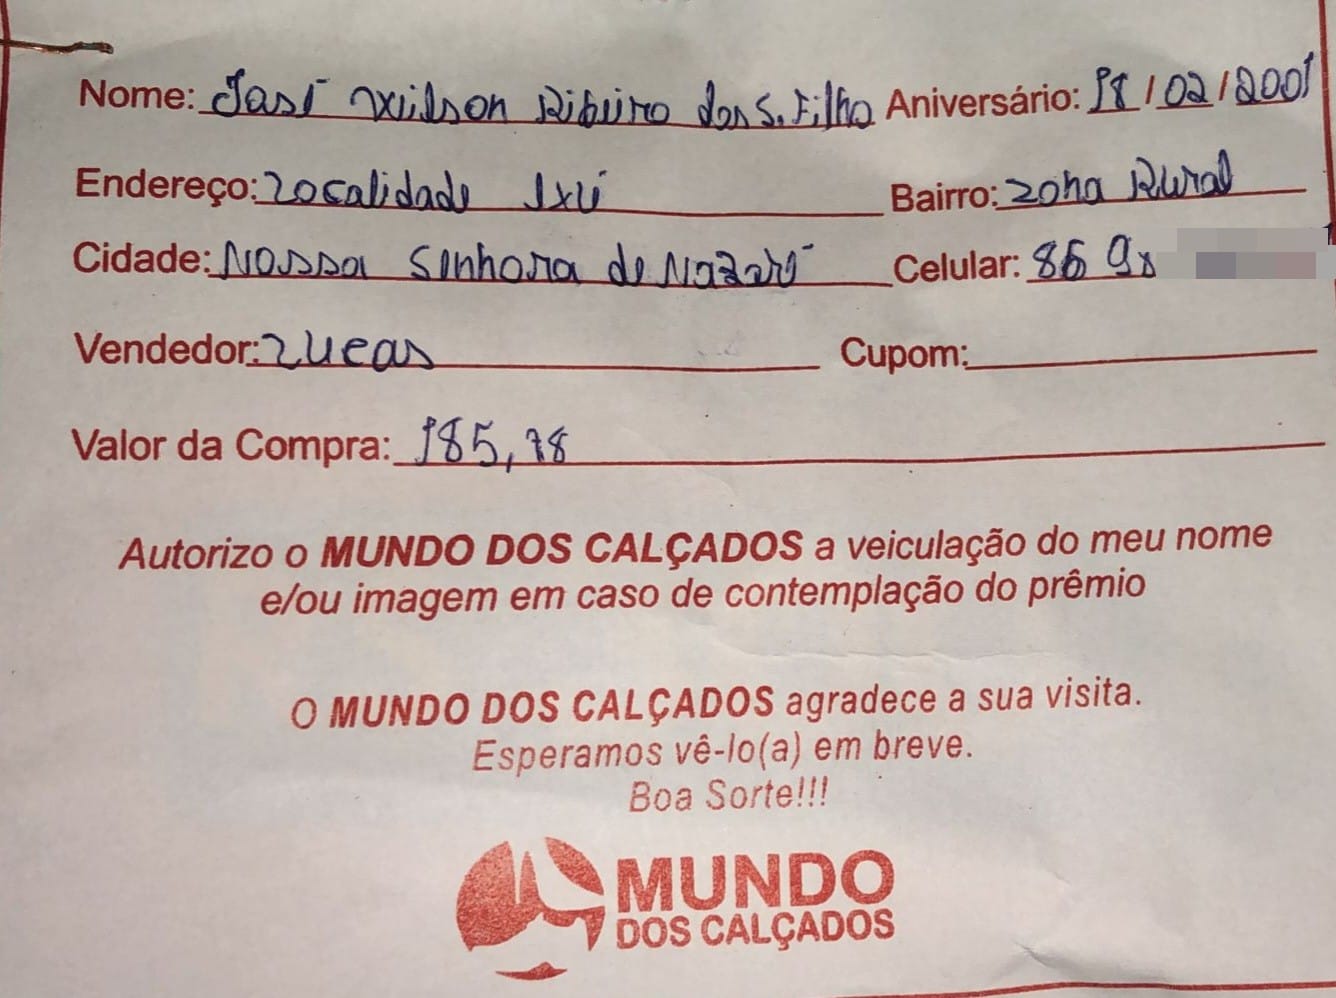 Nome: José Wilson Ribeiro dos S. Filho Aniversário: 18/02/2001
Endereço: Localidade Ixú Bairro: Zona Rural
Cidade: Nossa Senhora de Nazaré Celular: 86 9
Vendedor: Lucas Cupom:
Valor da Compra: 185,78
Autorizo o MUNDO DOS CALÇADOS a veiculação do meu nome
e/ou imagem em caso de contemplação do prêmio
O MUNDO DOS CALÇADOS agradece a sua visita.
Esperamos vê-lo(a) em breve.
Boa Sorte!!!
MUNDO
DOS CALÇADOS